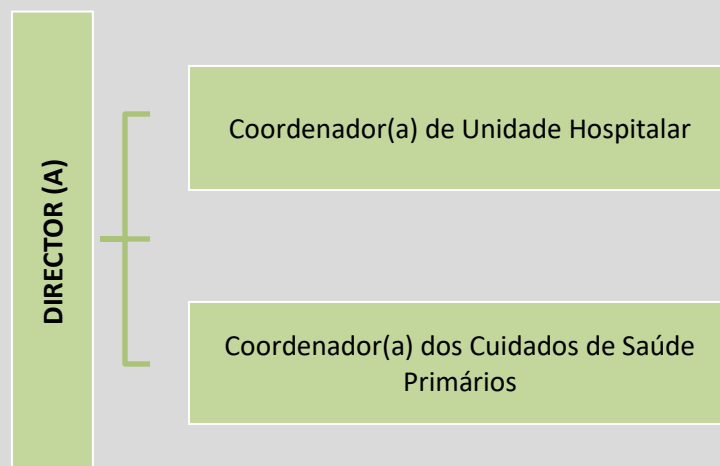 DIRECTOR (A)
Coordenador(a) de Unidade Hospitalar
Coordenador(a) dos Cuidados de Saúde
Primários